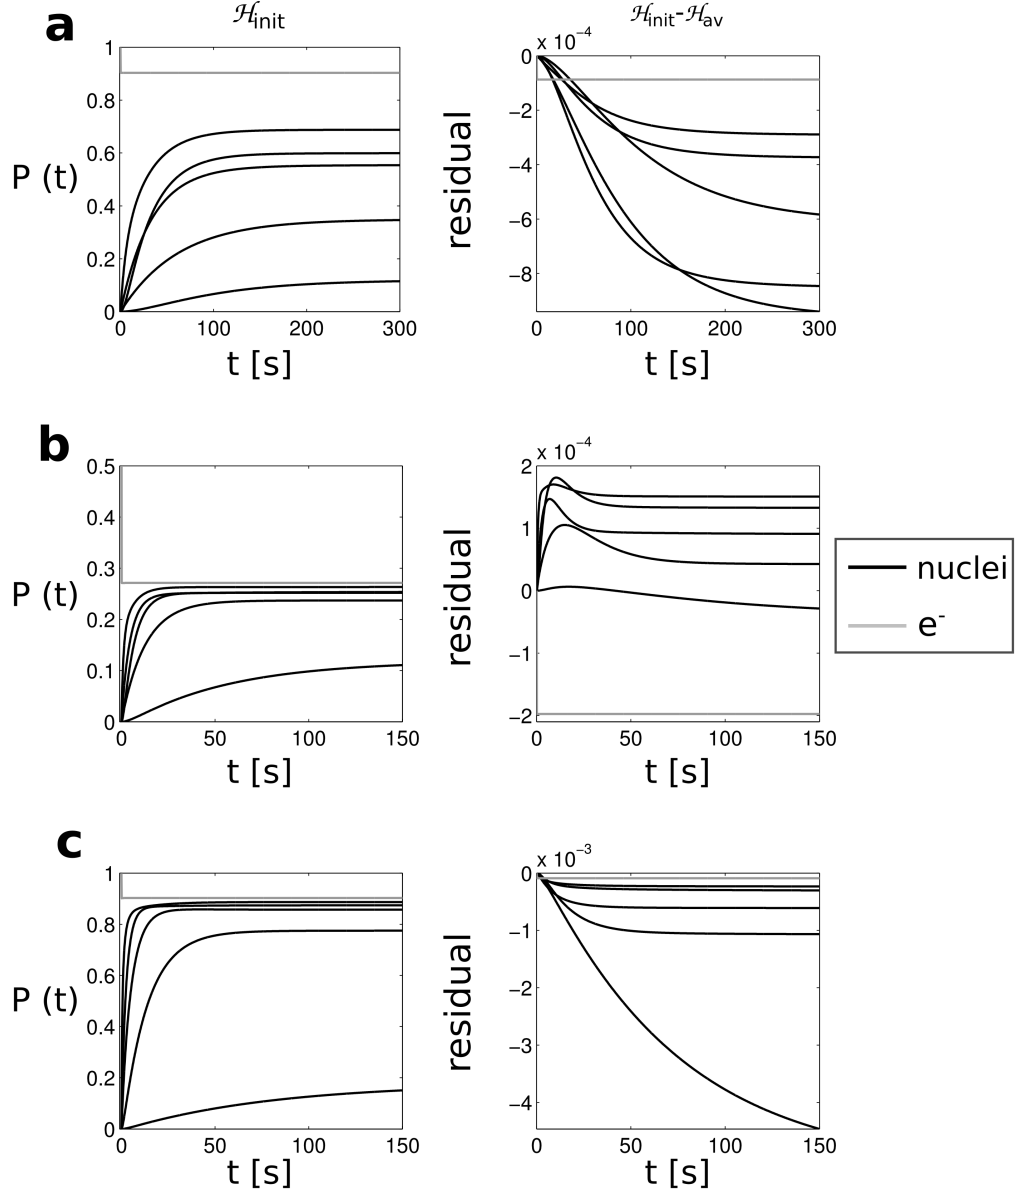 a
ℋinit
ℋinit-ℋav
x 10⁻⁴
P (t)
1
0.8
0.6
0.4
0.2
0
0 100 200 300
t [s]
residual
0
−2
−4
−6
−8
0 100 200 300
t [s]
b
P (t)
0.5
0.4
0.3
0.2
0.1
0
0 50 100 150
t [s]
x 10⁻⁴
residual
2
1
0
−1
−2
0 50 100 150
t [s]
nuclei
e⁻
c
P (t)
1
0.8
0.6
0.4
0.2
0
0 50 100 150
t [s]
x 10⁻³
residual
0
−1
−2
−3
−4
0 50 100 150
t [s]